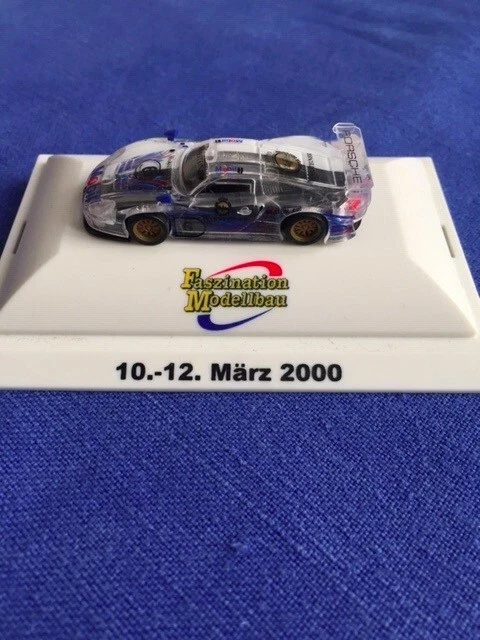 PORSCHE
Faszination
Modellbau
10.-12. März 2000